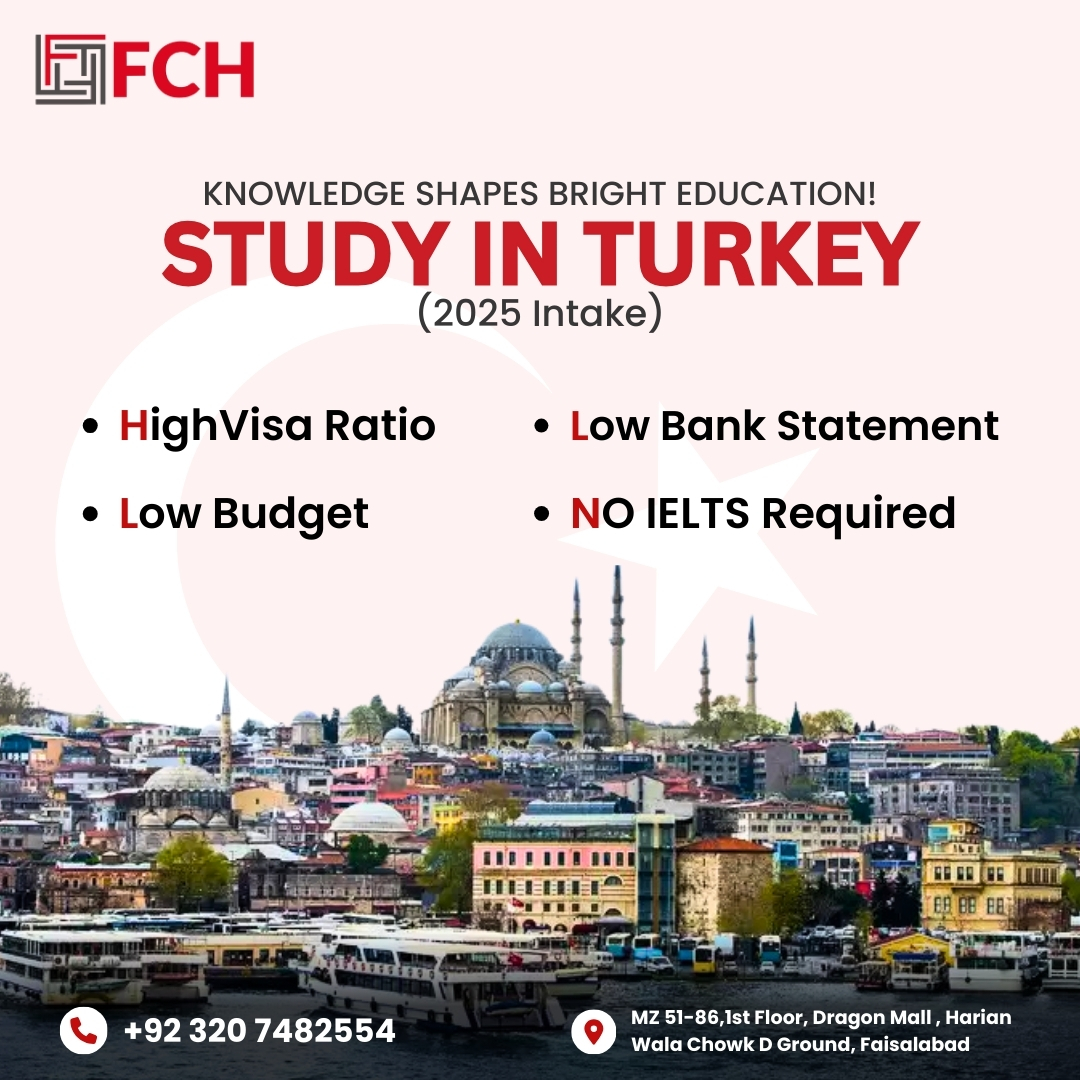 FCH
KNOWLEDGE SHAPES BRIGHT EDUCATION!
STUDY IN TURKEY
(2025 Intake)
• HighVisa Ratio
• Low Bank Statement
• Low Budget
• NO IELTS Required
+92 320 7482554
MZ 51-86,1st Floor, Dragon Mall , Harian
Wala Chowk D Ground, Faisalabad